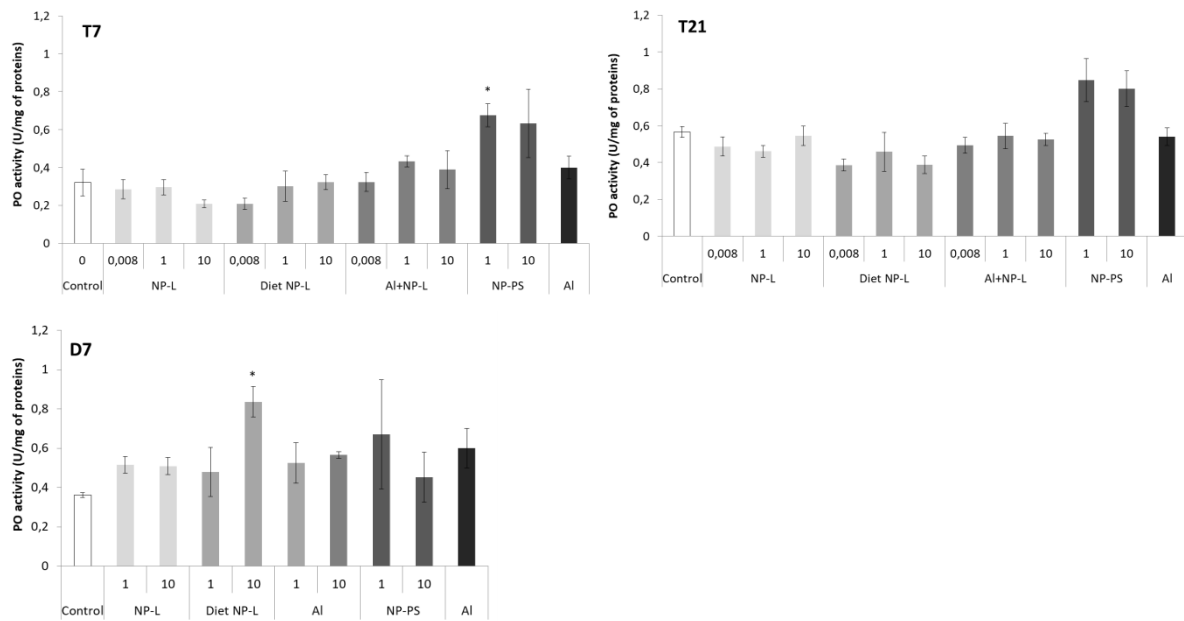 T7
PO activity (U/mg of proteins)
1,2
1
0,8
0,6
0,4
0,2
0
*
0 0,008 1 10 0,008 1 10 0,008 1 10 1 10
Control NP-L Diet NP-L Al+NP-L NP-PS Al
T21
PO activity (U/mg of proteins)
1,2
1
0,8
0,6
0,4
0,2
0
0,008 1 10 0,008 1 10 0,008 1 10 1 10
Control NP-L Diet NP-L Al+NP-L NP-PS Al
D7
PO activity (U/mg of proteins)
1,2
1
0,8
0,6
0,4
0,2
0
*
1 10 1 10 1 10 1 10
Control NP-L Diet NP-L Al NP-PS Al